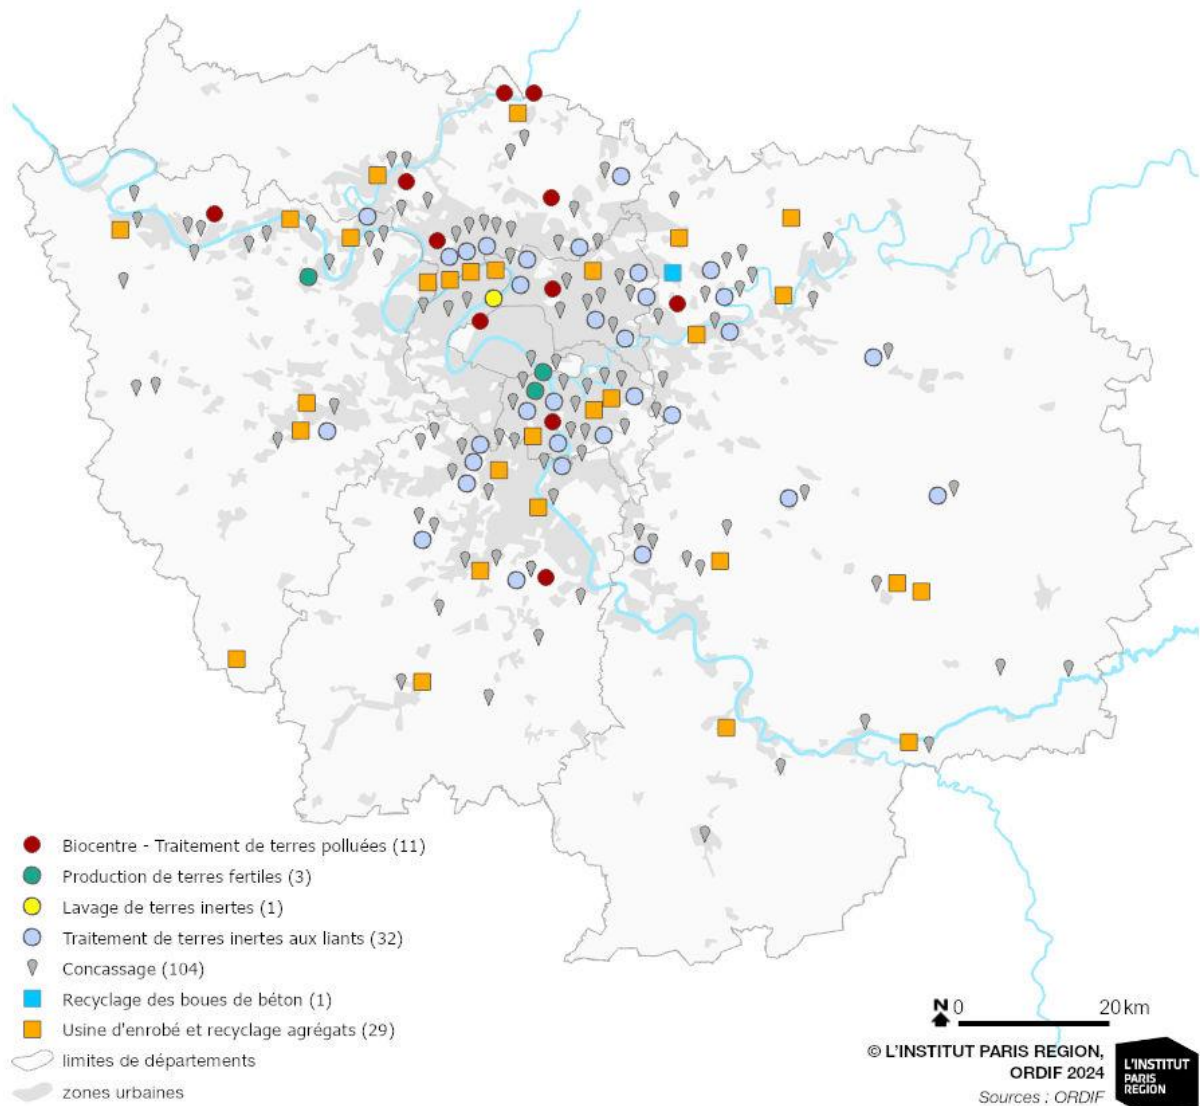 Biocentre - Traitement de terres polluées (11)
Production de terres fertiles (3)
Lavage de terres inertes (1)
Traitement de terres inertes aux liants (32)
Concassage (104)
Recyclage des boues de béton (1)
Usine d'enrobé et recyclage agrégats (29)
limites de départements
zones urbaines
N 0 20 km
© L'INSTITUT PARIS REGION,
ORDIF 2024
Sources : ORDIF
L'INSTITUT
PARIS
REGION